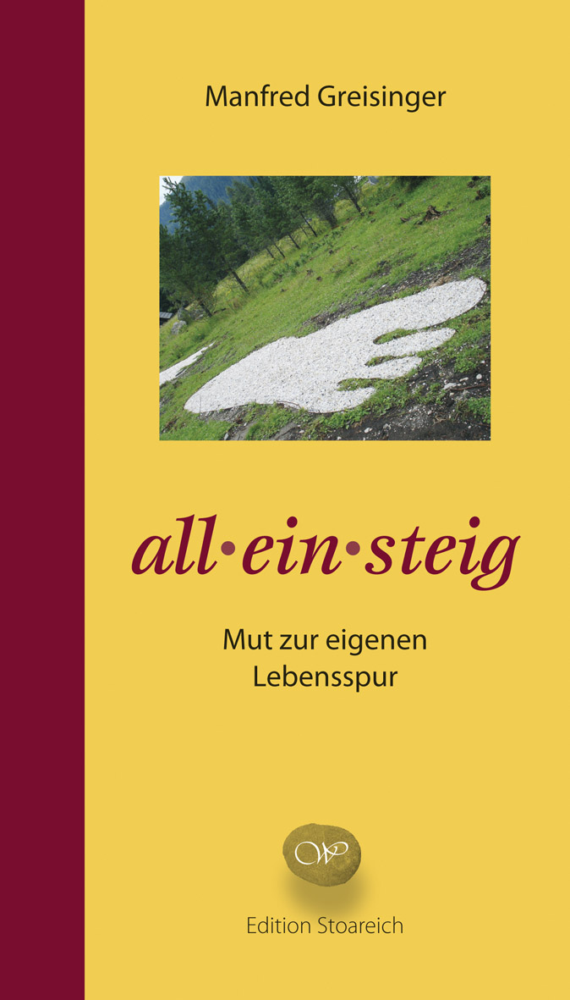 Manfred Greisinger
all•ein•steig
Mut zur eigenen
Lebensspur
W
Edition Stoareich